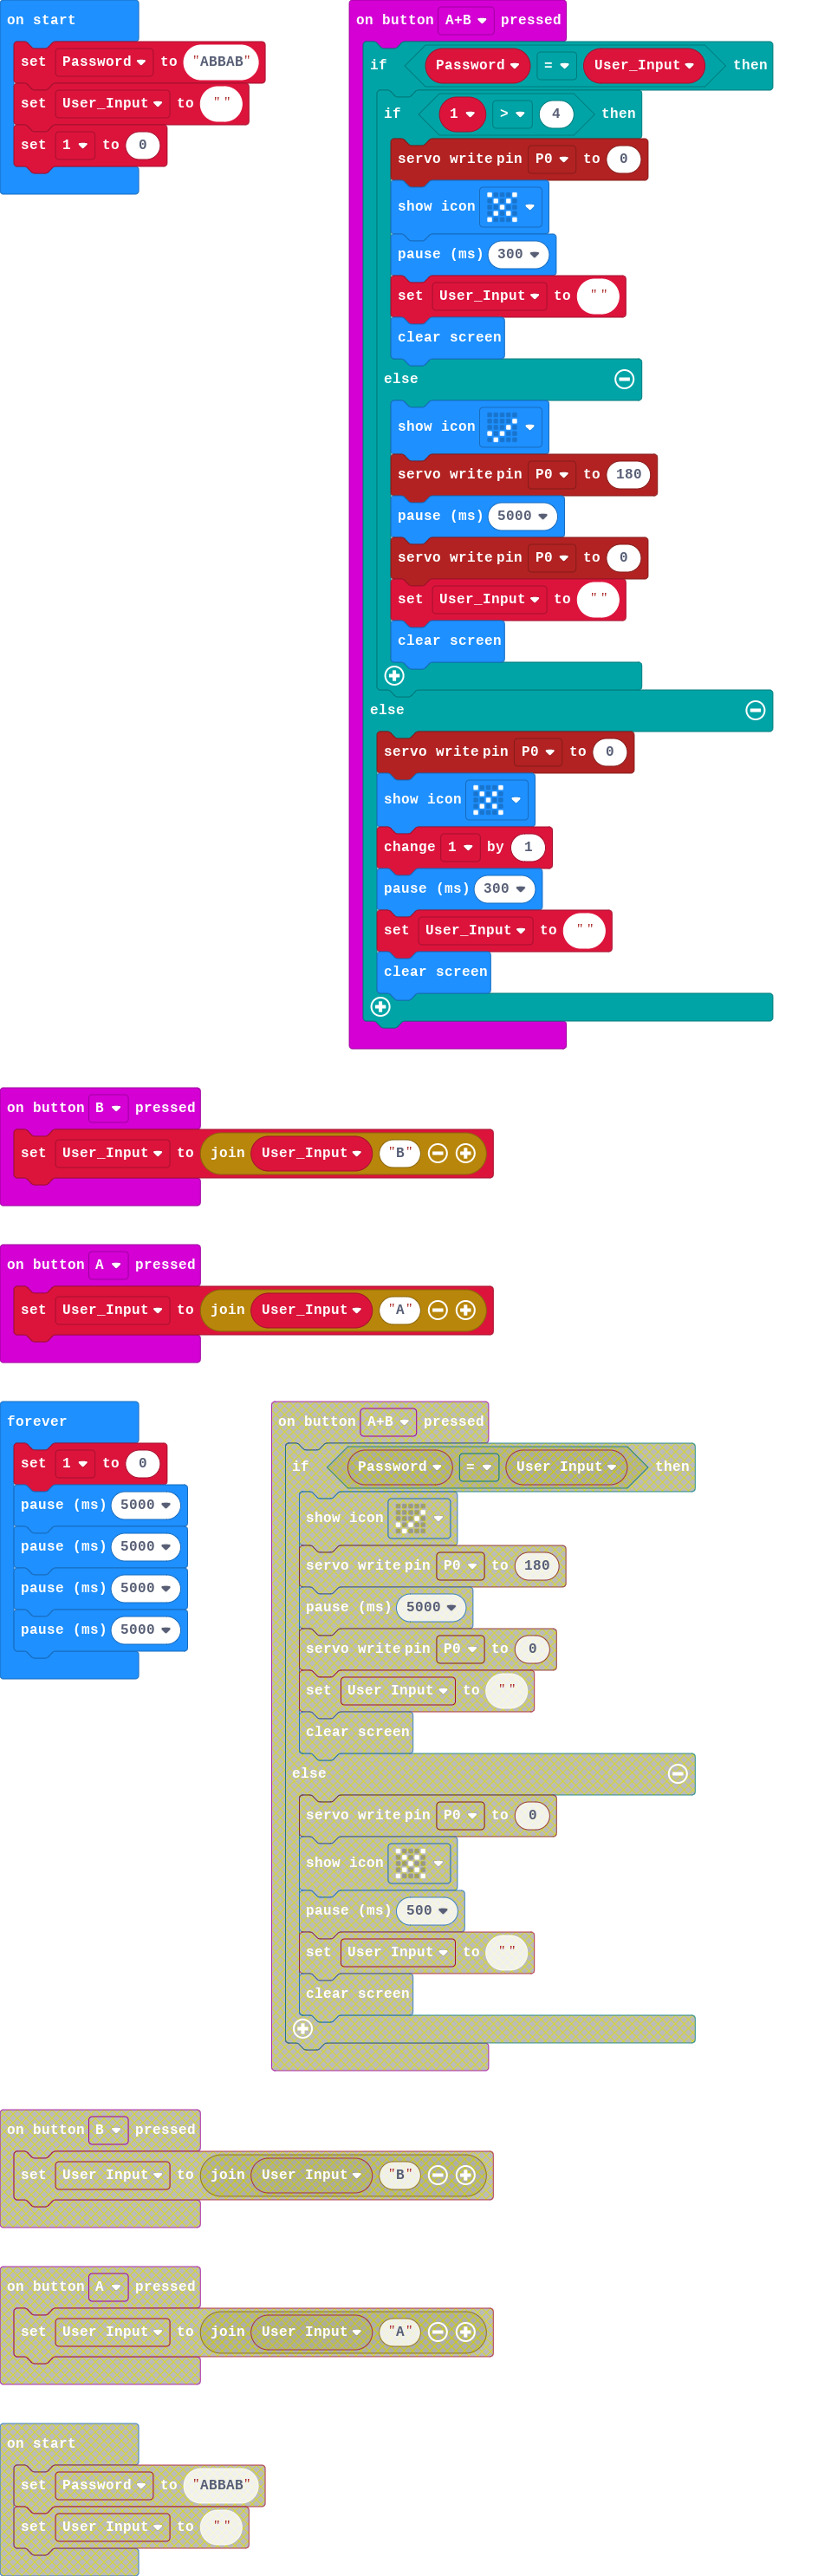 on start
set Password to "ABBAB"
set User_Input to " "
set 1 to 0
on button A+B pressed
if Password = User_Input then
if 1 > 4 then
servo write pin P0 to 0
show icon
pause (ms) 300
set User_Input to " "
clear screen
else
show icon
servo write pin P0 to 180
pause (ms) 5000
servo write pin P0 to 0
set User_Input to " "
clear screen
else
servo write pin P0 to 0
show icon
change 1 by 1
pause (ms) 300
set User_Input to " "
clear screen
on button B pressed
set User_Input to join User_Input "B"
on button A pressed
set User_Input to join User_Input "A"
forever
set 1 to 0
pause (ms) 5000
pause (ms) 5000
pause (ms) 5000
pause (ms) 5000
on button A+B pressed
if Password = User Input then
show icon
servo write pin P0 to 180
pause (ms) 5000
servo write pin P0 to 0
set User Input to " "
clear screen
else
servo write pin P0 to 0
show icon
pause (ms) 500
set User Input to " "
clear screen
on button B pressed
set User Input to join User Input "B"
on button A pressed
set User Input to join User Input "A"
on start
set Password to "ABBAB"
set User Input to " "